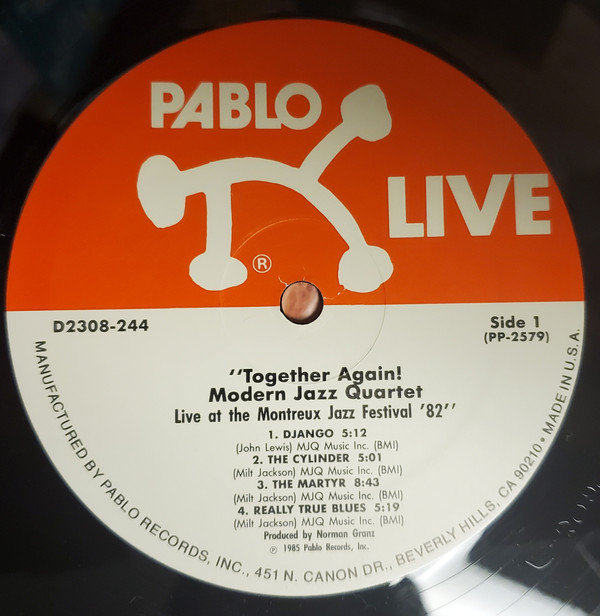 PABLO
LIVE
®
D2308-244
Side 1
(PP-2579)
"Together Again!
Modern Jazz Quartet
Live at the Montreux Jazz Festival '82"
1. DJANGO 5:12
(John Lewis) MJQ Music Inc. (BMI)
2. THE CYLINDER 5:01
(Milt Jackson) MJQ Music Inc. (BMI)
3. THE MARTYR 8:43
(Milt Jackson) MJQ Music Inc. (BMI)
4. REALLY TRUE BLUES 5:19
(Milt Jackson) MJQ Music Inc. (BMI)
Produced by Norman Granz
℗ 1985 Pablo Records, Inc.
MANUFACTURED BY PABLO RECORDS, INC., 451 N. CANON DR., BEVERLY HILLS, CA 90210 • MADE IN U.S.A.